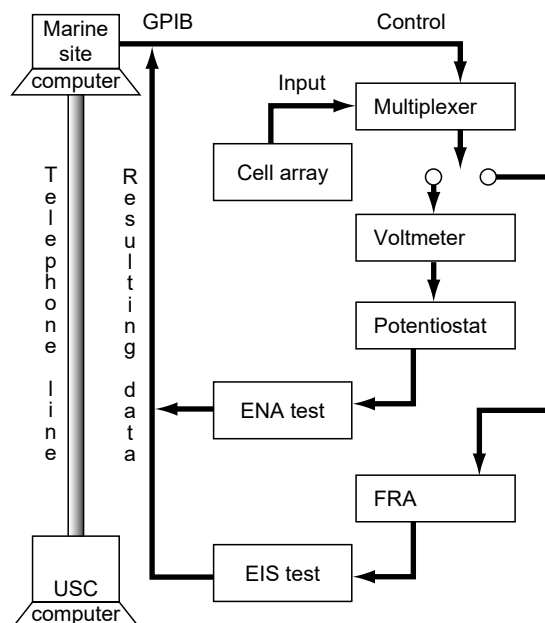 Marine
site
computer
GPIB
Control
Input
Multiplexer
Cell array
Voltmeter
Potentiostat
ENA test
FRA
EIS test
Telephone line
Resulting data
USC
computer